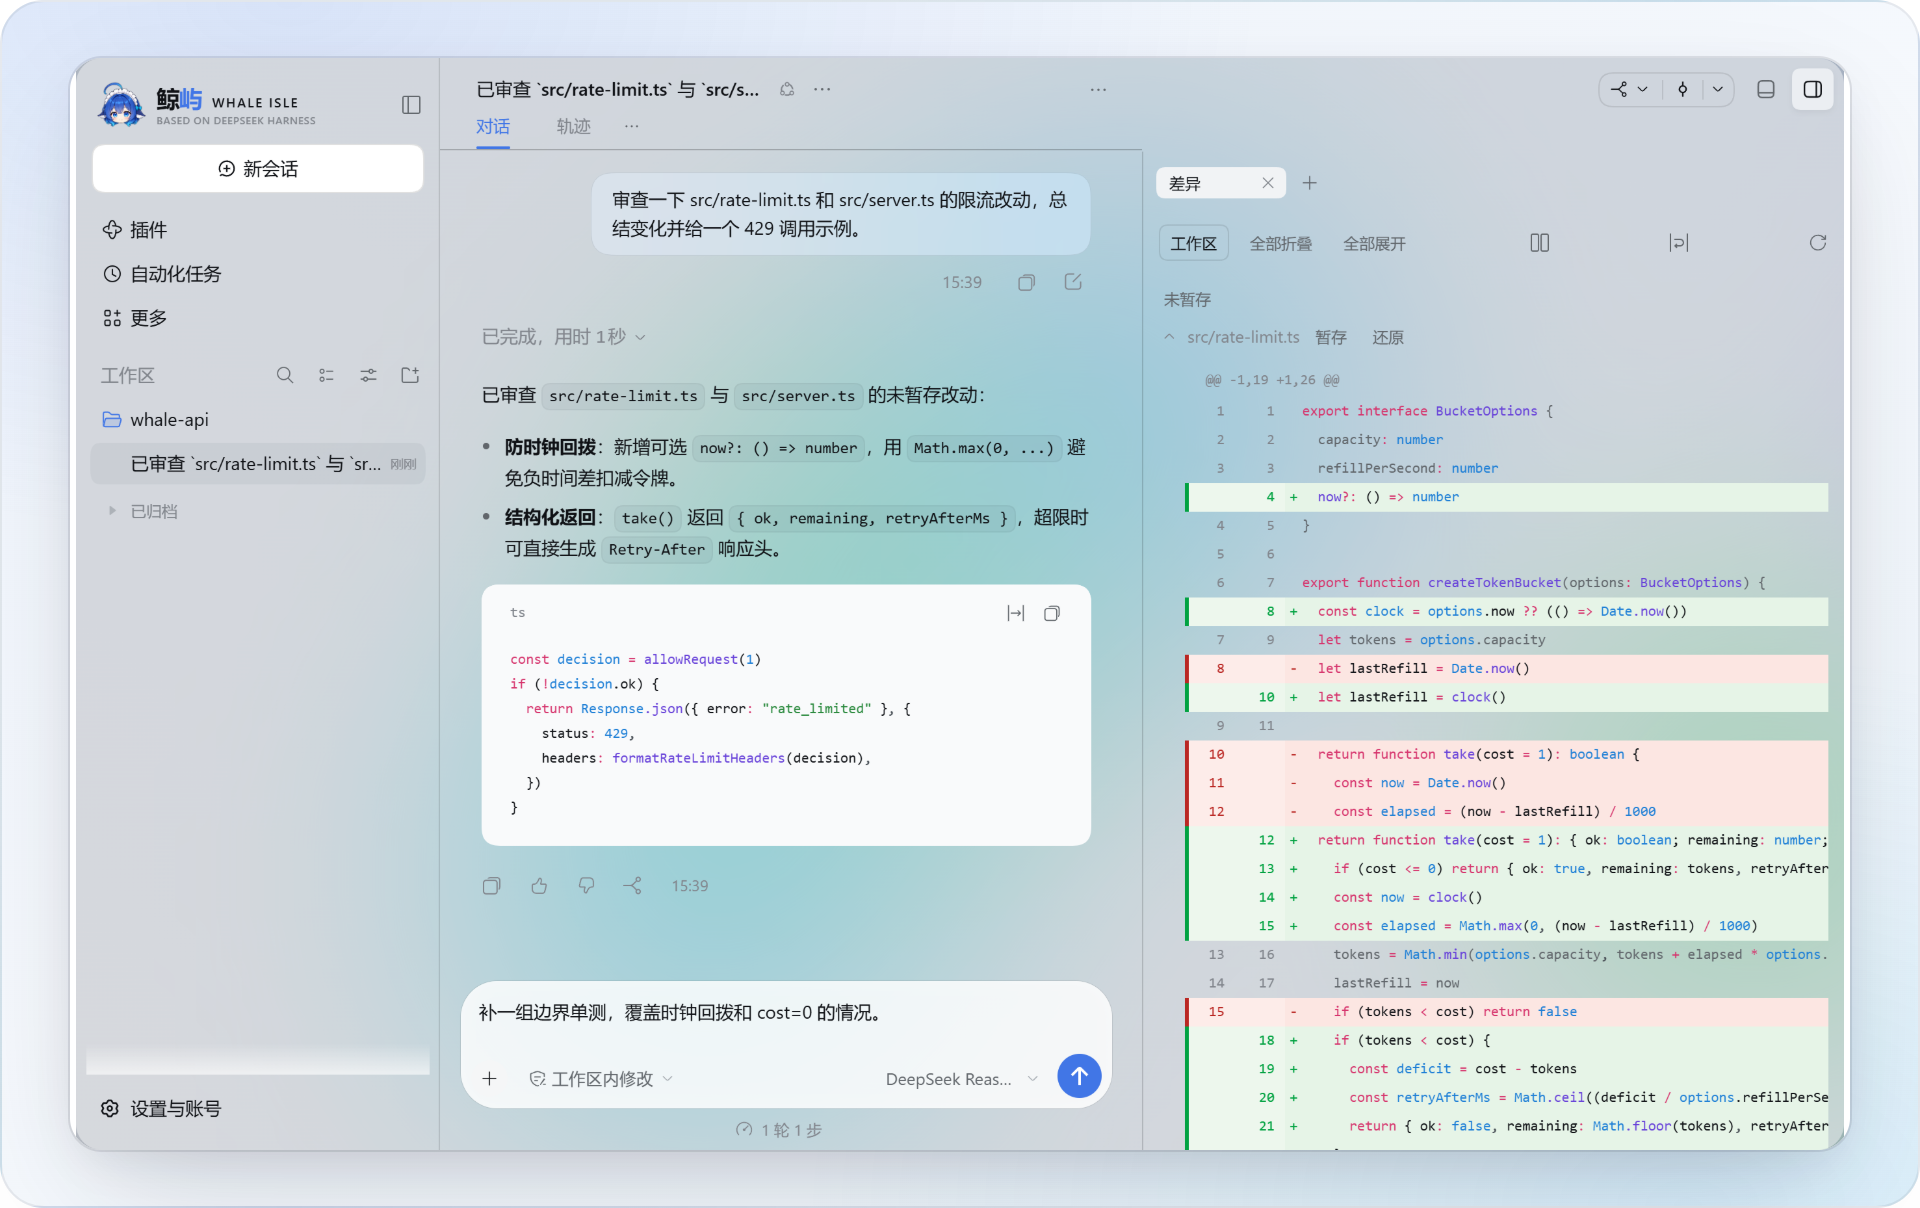 鲸屿 WHALE ISLE
BASED ON DEEPSEEK HARNESS
新会话
插件
自动化任务
更多
工作区
whale-api
已审查 `src/rate-limit.ts` 与 `sr... 刚刚
已归档
设置与账号
已审查 `src/rate-limit.ts` 与 `src/s...
对话 轨迹
审查一下 src/rate-limit.ts 和 src/server.ts 的限流改动，总
结变化并给一个 429 调用示例。
15:39
已完成，用时 1 秒
已审查 src/rate-limit.ts 与 src/server.ts 的未暂存改动：
防时钟回拨：新增可选 now?: () => number ，用 Math.max(0, ...) 避
免负时间差扣减令牌。
结构化返回：take() 返回 { ok, remaining, retryAfterMs } ，超限时
可直接生成 Retry-After 响应头。
ts
const decision = allowRequest(1)
if (!decision.ok) {
return Response.json({ error: "rate_limited" }, {
status: 429,
headers: formatRateLimitHeaders(decision),
})
}
15:39
补一组边界单测，覆盖时钟回拨和 cost=0 的情况。
工作区内修改
DeepSeek Reas...
1 轮 1 步
差异
工作区 全部折叠 全部展开
未暂存
src/rate-limit.ts 暂存 还原
@@ -1,19 +1,26 @@
1 1 export interface BucketOptions {
2 2 capacity: number
3 3 refillPerSecond: number
4 + now?: () => number
4 5 }
5 6
6 7 export function createTokenBucket(options: BucketOptions) {
8 + const clock = options.now ?? (() => Date.now())
7 9 let tokens = options.capacity
8 - let lastRefill = Date.now()
10 + let lastRefill = clock()
9 11
10 - return function take(cost = 1): boolean {
11 - const now = Date.now()
12 - const elapsed = (now - lastRefill) / 1000
12 + return function take(cost = 1): { ok: boolean; remaining: number;
13 + if (cost <= 0) return { ok: true, remaining: tokens, retryAfter
14 + const now = clock()
15 + const elapsed = Math.max(0, (now - lastRefill) / 1000)
13 16 tokens = Math.min(options.capacity, tokens + elapsed * options.
14 17 lastRefill = now
15 - if (tokens < cost) return false
18 + if (tokens < cost) {
19 + const deficit = cost - tokens
20 + const retryAfterMs = Math.ceil((deficit / options.refillPerSe
21 + return { ok: false, remaining: Math.floor(tokens), retryAfter